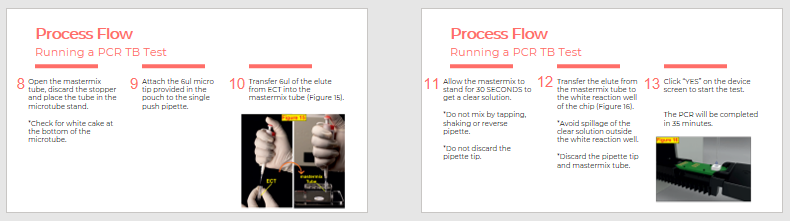 Process Flow
Running a PCR TB Test
8
Open the mastermix
tube, discard the stopper
and place the tube in the
microtube stand.
*Check for white cake at
the bottom of the
microtube.
9
Attach the 6ul micro
tip provided in the
pouch to the single
push pipette.
10
Transfer 6ul of the elute
from ECT into the
mastermix tube (Figure 15).
Figure 15
ECT
mastermix
Tube
Process Flow
Running a PCR TB Test
11
Allow the mastermix to
stand for 30 SECONDS to
get a clear solution.
*Do not mix by tapping,
shaking or reverse
pipette.
*Do not discard the
pipette tip.
12
Transfer the elute from
the mastermix tube to
the white reaction well
of the chip (Figure 16).
*Avoid spillage of the
clear solution outside
the white reaction well.
*Discard the pipette tip
and mastermix tube.
13
Click “YES” on the device
screen to start the test.
The PCR will be completed
in 35 minutes.
Figure 16